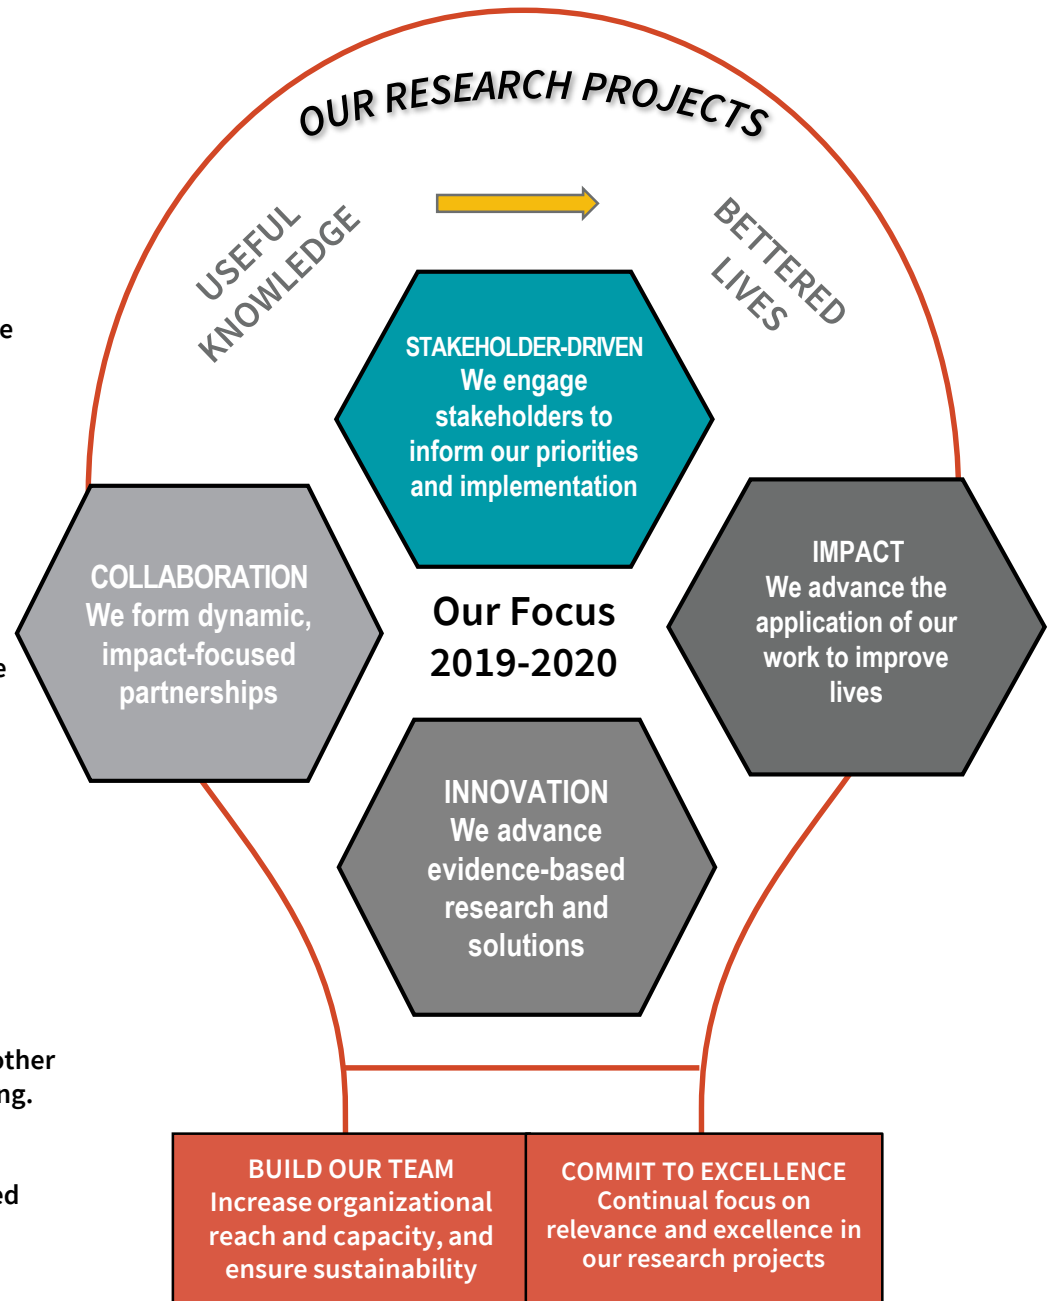 OUR RESEARCH PROJECTS
USEFUL
KNOWLEDGE
BETTERED
LIVES
STAKEHOLDER-DRIVEN
We engage
stakeholders to
inform our priorities
and implementation
COLLABORATION
We form dynamic,
impact-focused
partnerships
Our Focus
2019-2020
IMPACT
We advance the
application of our
work to improve
lives
INNOVATION
We advance
evidence-based
research and
solutions
BUILD OUR TEAM
Increase organizational
reach and capacity, and
ensure sustainability
COMMIT TO EXCELLENCE
Continual focus on
relevance and excellence in
our research projects